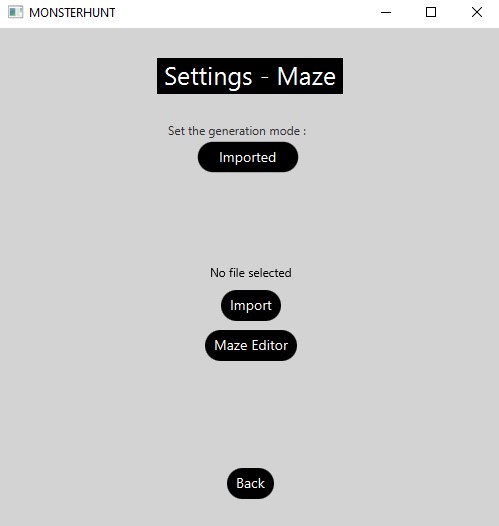 MONSTERHUNT
Settings - Maze
Set the generation mode :
Imported
No file selected
Import
Maze Editor
Back